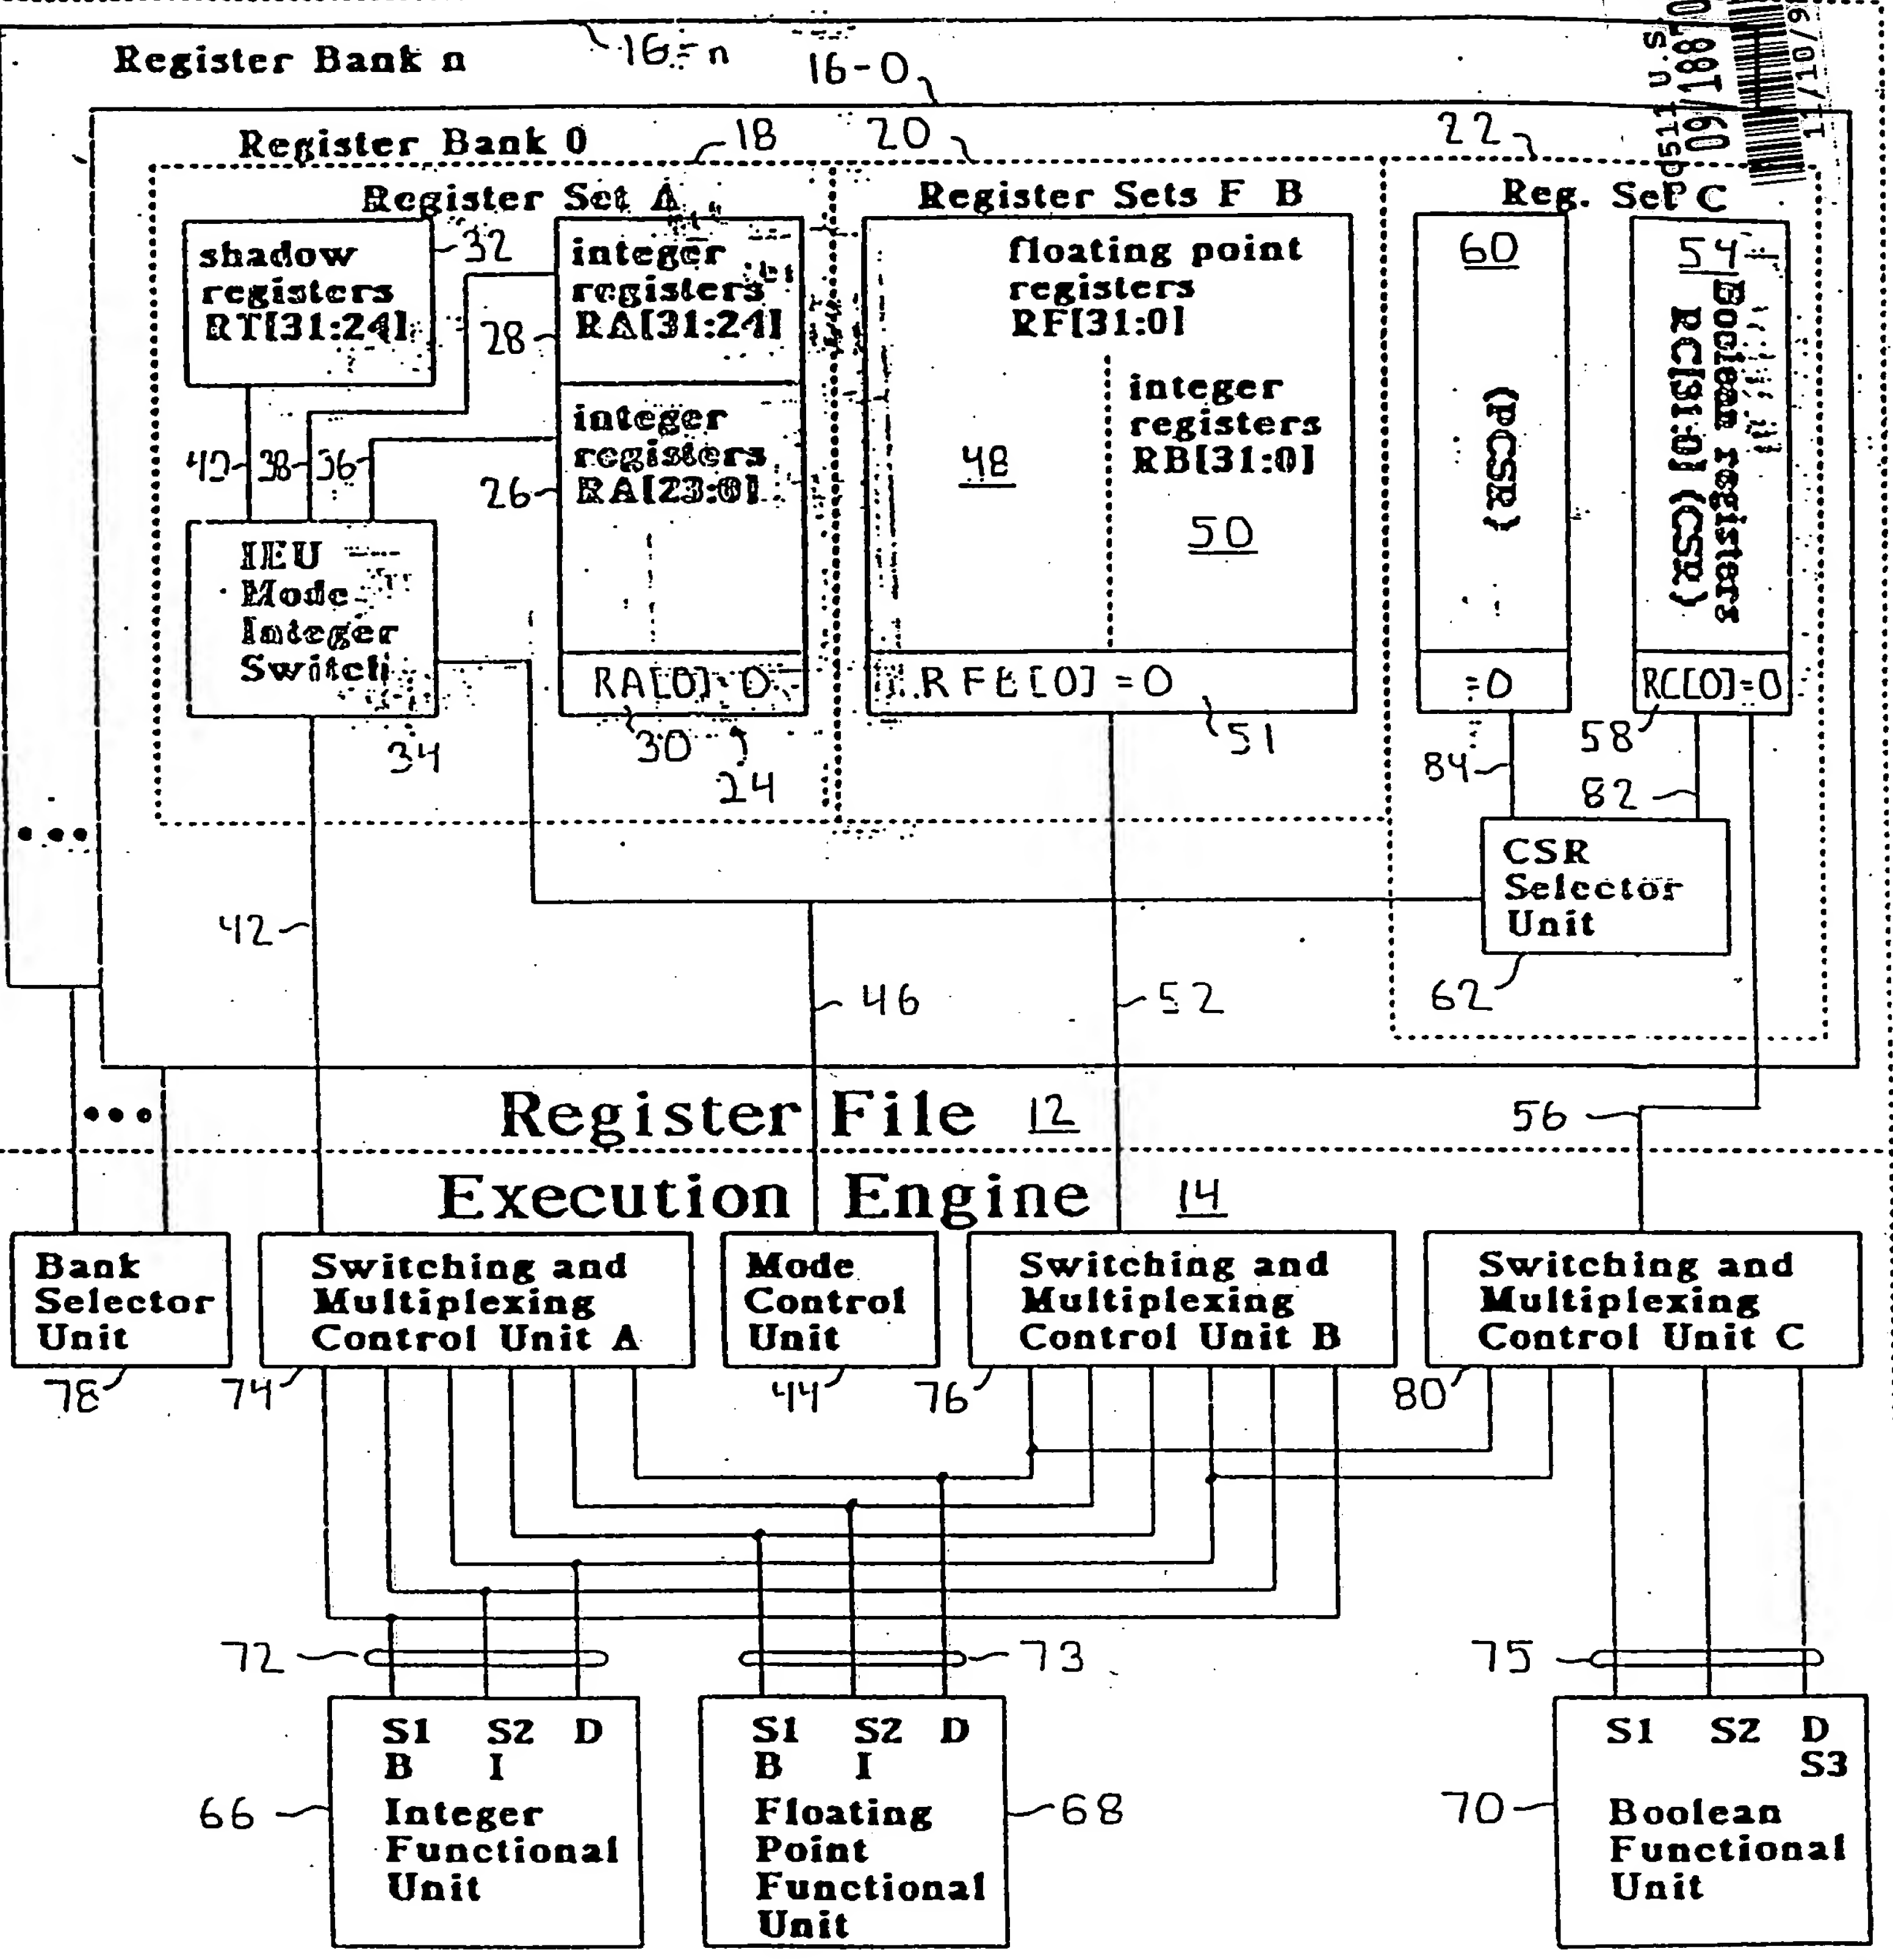 Register Bank n
16-n
16-0
Register Bank 0
18
20
22
0511 U.S.
09/1887
11/10/9
Register Set A
Register Sets F B
Reg. Set C
shadow
registers
RT[31:24]
32
integer
registers
RA[31:24]
28
integer
registers
RA[23:0]
26
40
38
36
IEU
Mode
Integer
Switch
34
RA[0]=0
30
24
floating point
registers
RF[31:0]
48
integer
registers
RB[31:0]
50
=0
51
60
(PCSR)
=0
54
Boolean registers
RC[31:0] (CSR)
RC[0]=0
58
84
82
CSR
Selector
Unit
62
42
46
52
56
•••
•••
Register File 12
Execution Engine 14
Bank
Selector
Unit
78
Switching and
Multiplexing
Control Unit A
74
Mode
Control
Unit
44
Switching and
Multiplexing
Control Unit B
76
Switching and
Multiplexing
Control Unit C
80
72
73
75
S1 S2 D
B I
Integer
Functional
Unit
66
S1 S2 D
B I
Floating
Point
Functional
Unit
68
S1 S2 D
S3
Boolean
Functional
Unit
70